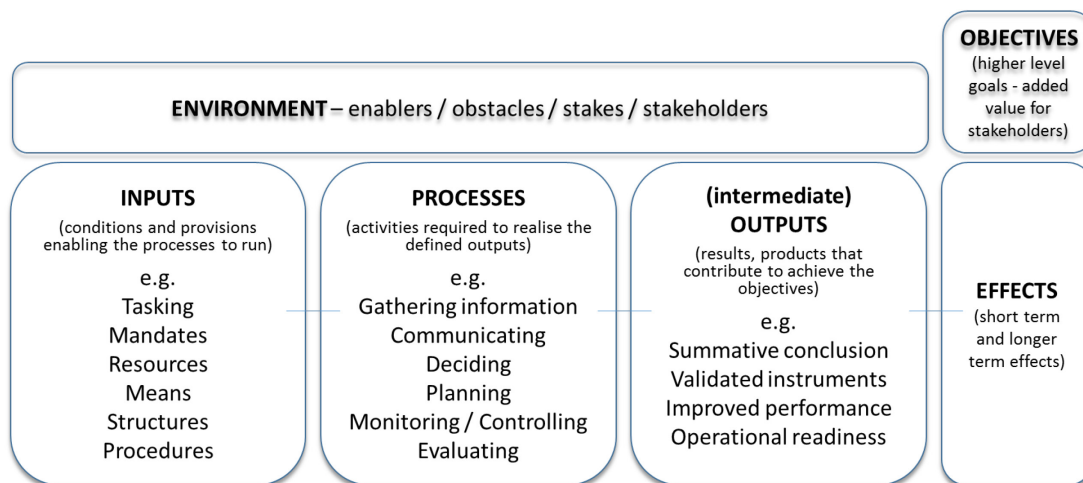 ENVIRONMENT – enablers / obstacles / stakes / stakeholders
OBJECTIVES
(higher level
goals - added
value for
stakeholders)
INPUTS
(conditions and provisions
enabling the processes to run)
e.g.
Tasking
Mandates
Resources
Means
Structures
Procedures
PROCESSES
(activities required to realise the
defined outputs)
e.g.
Gathering information
Communicating
Deciding
Planning
Monitoring / Controlling
Evaluating
(intermediate)
OUTPUTS
(results, products that
contribute to achieve the
objectives)
e.g.
Summative conclusion
Validated instruments
Improved performance
Operational readiness
EFFECTS
(short term
and longer
term effects)